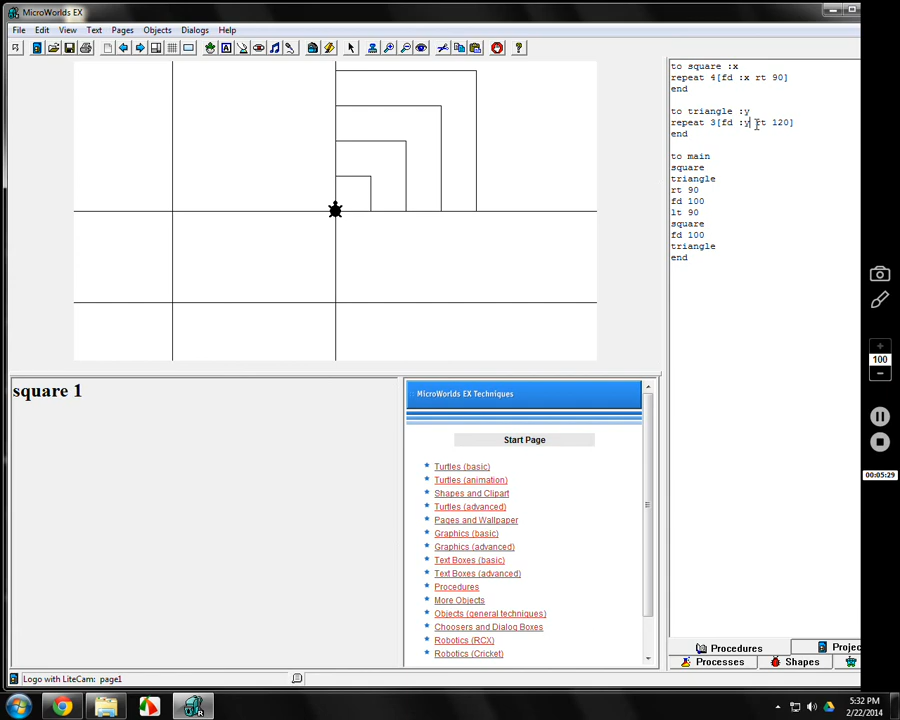 MicroWorlds EX
File Edit View Text Pages Objects Dialogs Help
to square :x
repeat 4[fd :x rt 90]
end
to triangle :y
repeat 3[fd :y rt 120]
end
to main
square
triangle
rt 90
fd 100
lt 90
square
fd 100
triangle
end
100
00:05:29
square 1
MicroWorlds EX Techniques
Start Page
Turtles (basic)
Turtles (animation)
Shapes and Clipart
Turtles (advanced)
Pages and Wallpaper
Graphics (basic)
Graphics (advanced)
Text Boxes (basic)
Text Boxes (advanced)
Procedures
More Objects
Objects (general techniques)
Choosers and Dialog Boxes
Robotics (RCX)
Robotics (Cricket)
Procedures Projec
Processes Shapes
Logo with LiteCam: page1
5:32 PM
2/22/2014